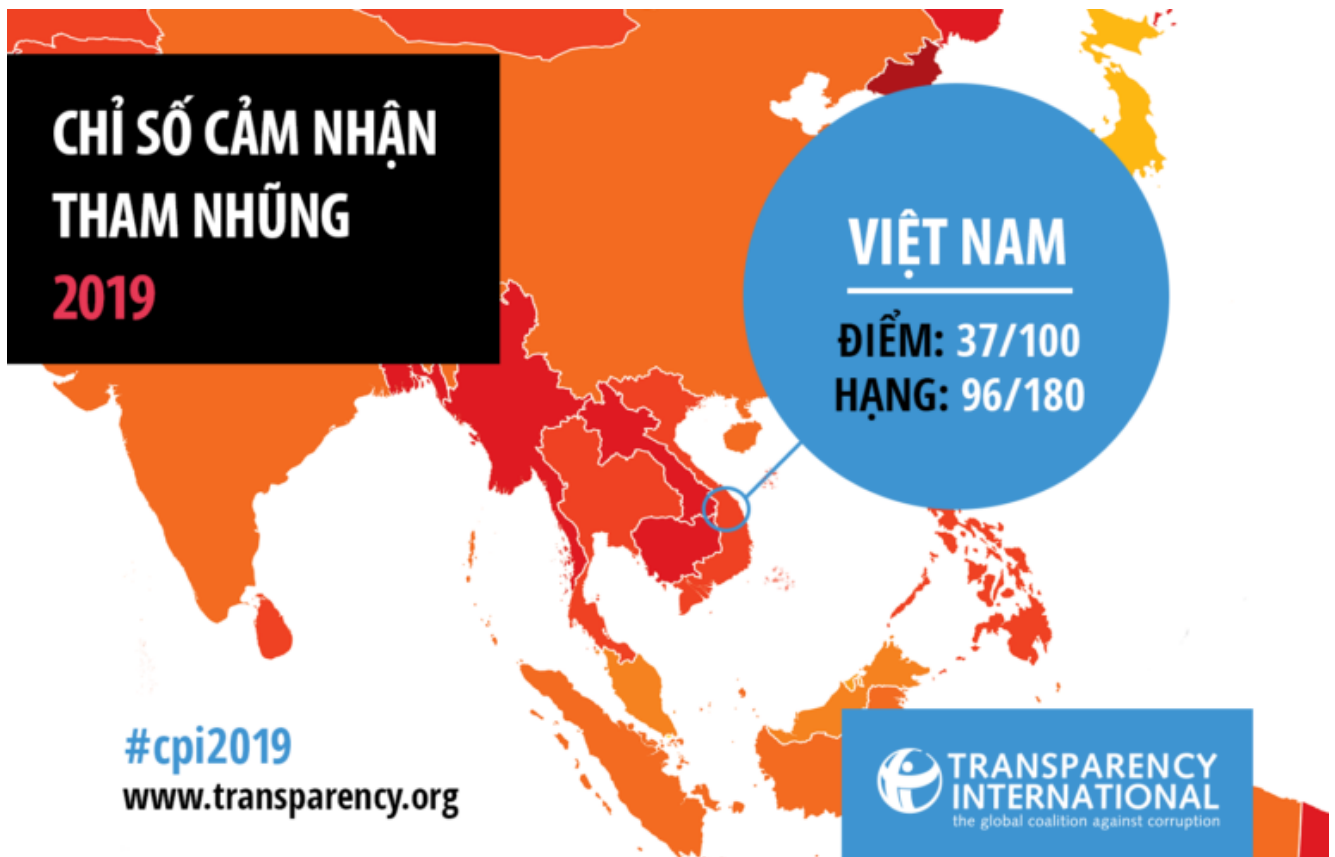 CHỈ SỐ CẢM NHẬN
THAM NHŨNG
2019
VIỆT NAM
ĐIỂM: 37/100
HẠNG: 96/180
#cpi2019
www.transparency.org
TRANSPARENCY
INTERNATIONAL
the global coalition against corruption